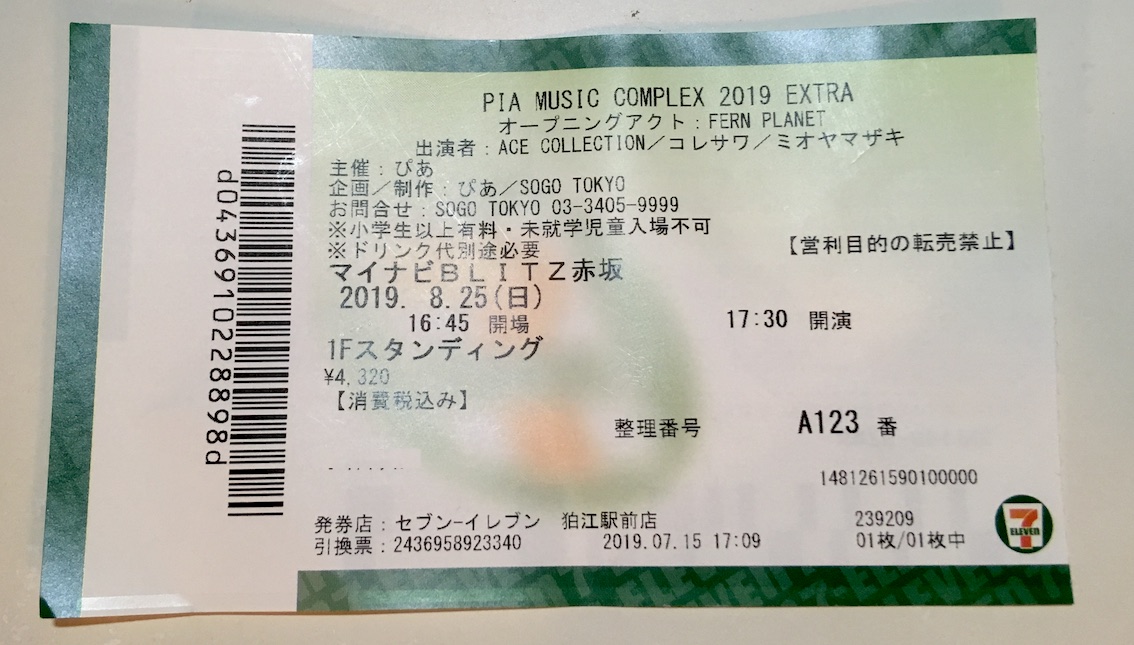 PIA MUSIC COMPLEX 2019 EXTRA
オープニングアクト:FERN PLANET
出演者:ACE COLLECTION/コレサワ/ミオヤマザキ
主催:ぴあ
企画/制作:ぴあ/SOGO TOKYO
お問合せ:SOGO TOKYO 03-3405-9999
※小学生以上有料・未就学児童入場不可
※ドリンク代別途必要
【営利目的の転売禁止】
マイナビBLITZ赤坂
2019. 8.25(日)
16:45 開場 17:30 開演
1Fスタンディング
¥4,320
【消費税込み】
整理番号 A123 番
1481261590100000
発券店:セブン-イレブン 狛江駅前店 239209
引換票:2436958923340 2019.07.15 17:09 01枚/01枚中
7 ELEVEN
d04369102288898d